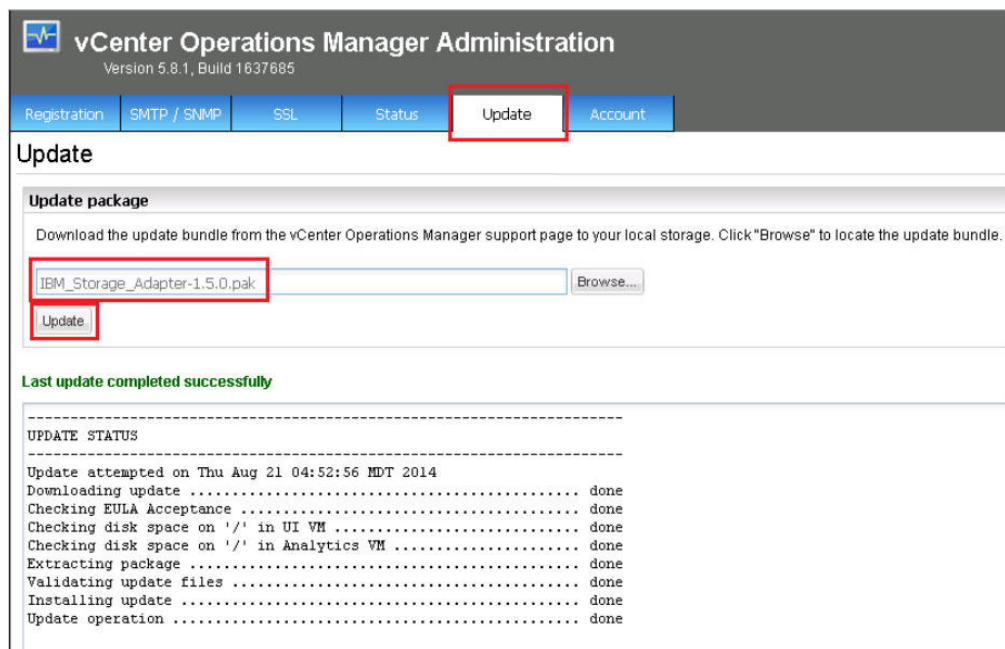 vCenter Operations Manager Administration
Version 5.8.1, Build 1637685
Registration SMTP / SNMP SSL Status Update Account
Update
Update package
Download the update bundle from the vCenter Operations Manager support page to your local storage. Click "Browse" to locate the update bundle.
IBM_Storage_Adapter-1.5.0.pak Browse...
Update
Last update completed successfully
----------------------------------------------------------------------
UPDATE STATUS
----------------------------------------------------------------------
Update attempted on Thu Aug 21 04:52:56 MDT 2014
Downloading update .............................................. done
Checking EULA Acceptance ........................................ done
Checking disk space on '/' in UI VM ............................. done
Checking disk space on '/' in Analytics VM ...................... done
Extracting package .............................................. done
Validating update files ......................................... done
Installing update ............................................... done
Update operation ................................................ done